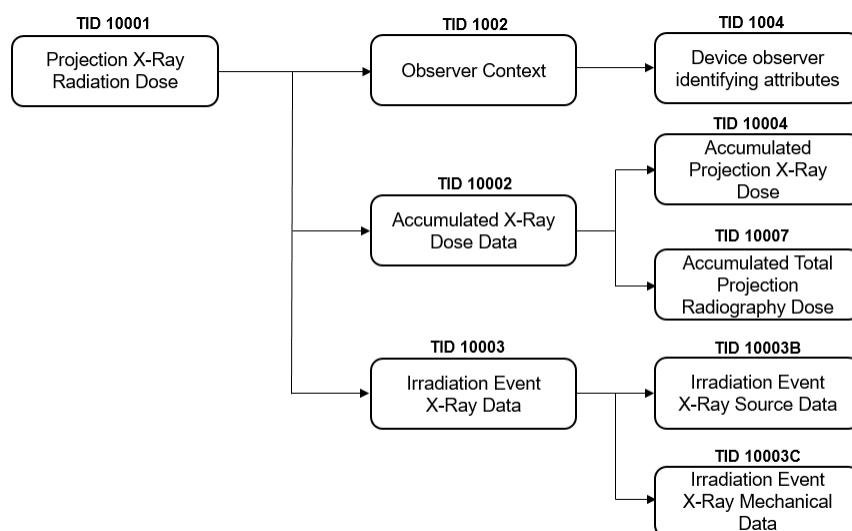 TID 10001
Projection X-Ray
Radiation Dose
TID 1002
Observer Context
TID 1004
Device observer
identifying attributes
TID 10002
Accumulated X-Ray
Dose Data
TID 10004
Accumulated
Projection X-Ray
Dose
TID 10007
Accumulated Total
Projection
Radiography Dose
TID 10003
Irradiation Event
X-Ray Data
TID 10003B
Irradiation Event
X-Ray Source Data
TID 10003C
Irradiation Event
X-Ray Mechanical
Data